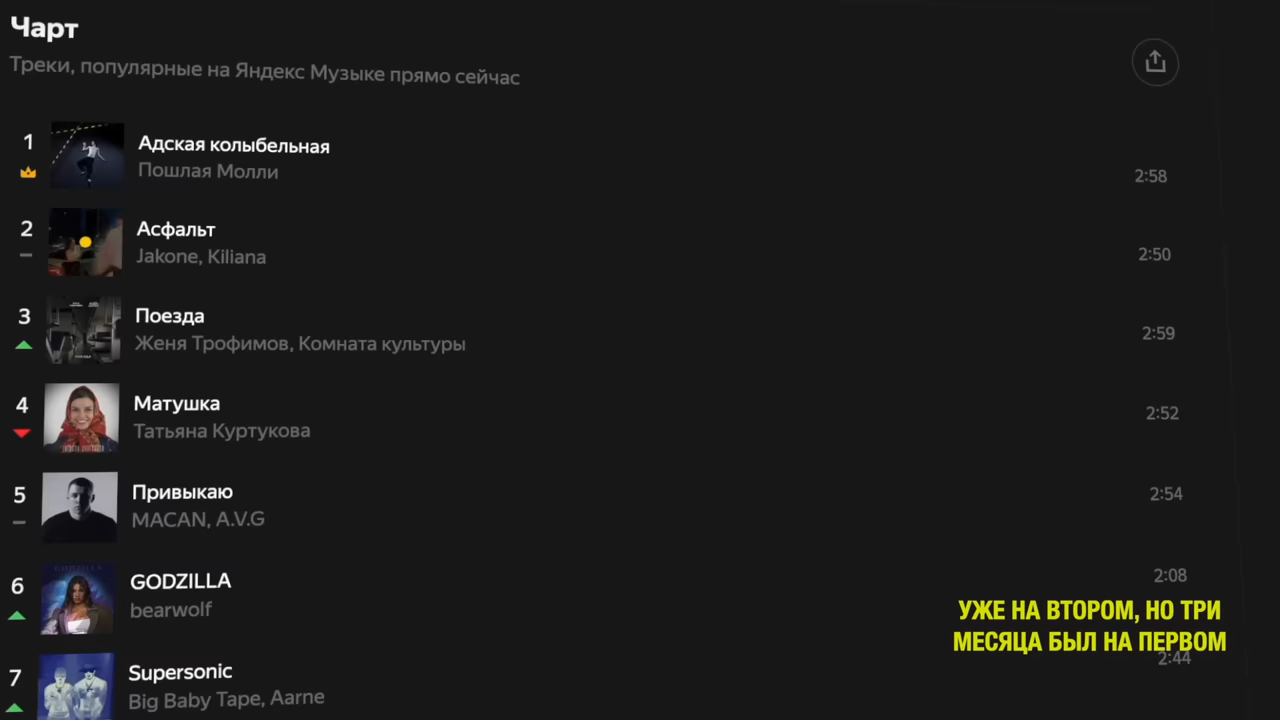 Чарт
Треки, популярные на Яндекс Музыке прямо сейчас
1
Адская колыбельная
Пошлая Молли
2:58
2
Асфальт
Jakone, Kiliana
2:50
3
Поезда
Женя Трофимов, Комната культуры
2:59
4
Матушка
Татьяна Куртукова
2:52
5
Привыкаю
MACAN, A.V.G
2:54
6
GODZILLA
bearwolf
2:08
УЖЕ НА ВТОРОМ, НО ТРИ
МЕСЯЦА БЫЛ НА ПЕРВОМ
7
Supersonic
Big Baby Tape, Aarne
2:44